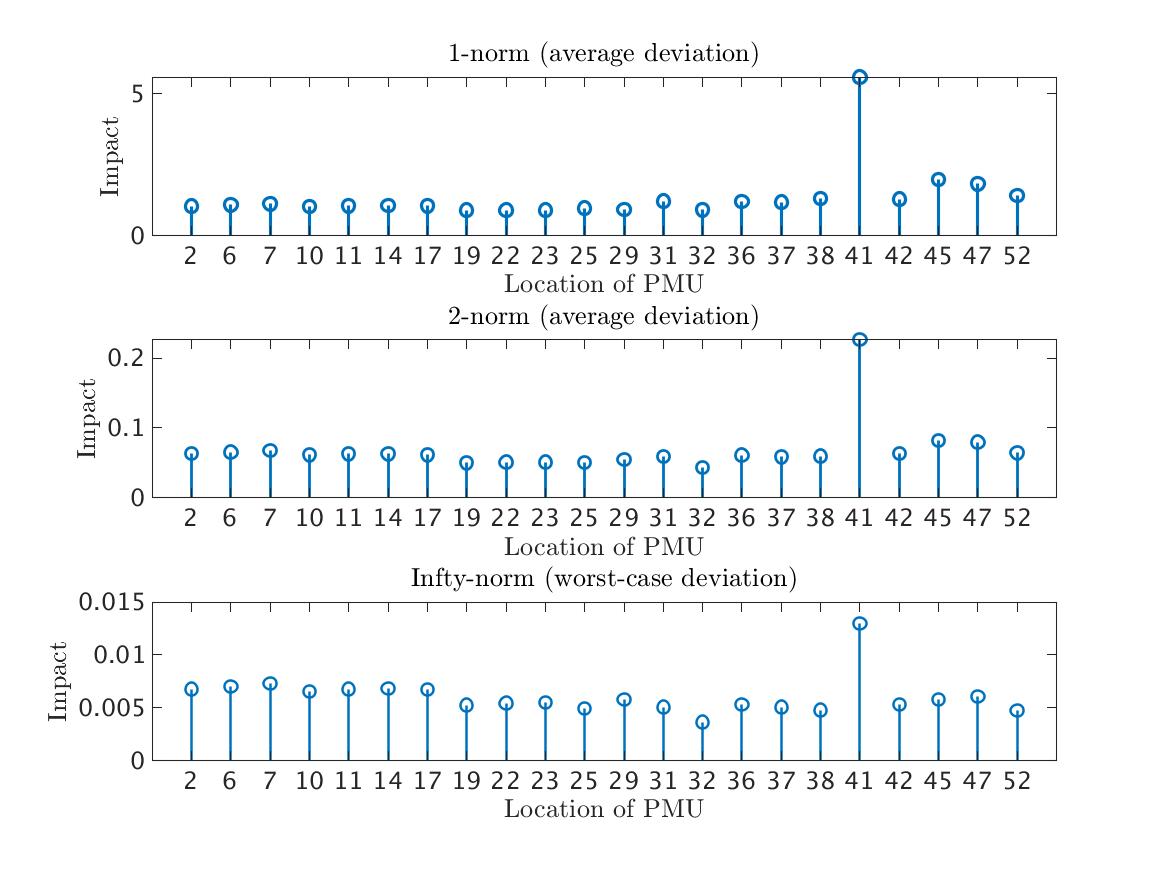 1-norm (average deviation)
5
0
Impact
2 6 7 10 11 14 17 19 22 23 25 29 31 32 36 37 38 41 42 45 47 52
Location of PMU
2-norm (average deviation)
0.2
0.1
0
Impact
2 6 7 10 11 14 17 19 22 23 25 29 31 32 36 37 38 41 42 45 47 52
Location of PMU
Infty-norm (worst-case deviation)
0.015
0.01
0.005
0
Impact
2 6 7 10 11 14 17 19 22 23 25 29 31 32 36 37 38 41 42 45 47 52
Location of PMU